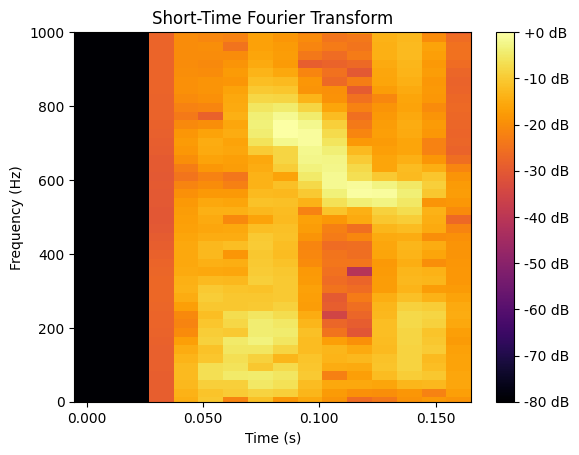 Short-Time Fourier Transform
1000
800
600
400
200
0
Frequency (Hz)
0.000
0.050
0.100
0.150
Time (s)
+0 dB
-10 dB
-20 dB
-30 dB
-40 dB
-50 dB
-60 dB
-70 dB
-80 dB